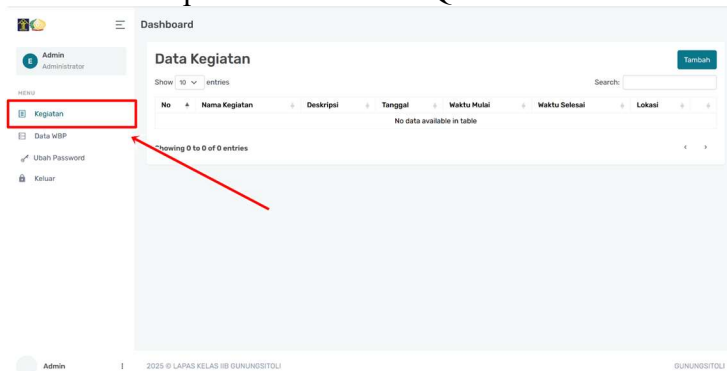 Dashboard
E
Admin
Administrator
MENU
Kegiatan
Data WBP
Ubah Password
Keluar
Data Kegiatan
Tambah
Show 10 entries
Search:
No Nama Kegiatan Deskripsi Tanggal Waktu Mulai Waktu Selesai Lokasi
No data available in table
Showing 0 to 0 of 0 entries
Admin
2025 © LAPAS KELAS IIB GUNUNGSITOLI
GUNUNGSITOLI